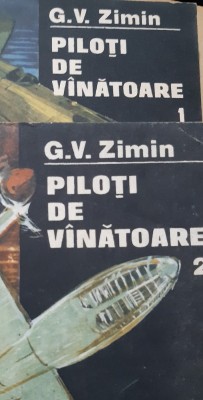 G.V. Zimin
PILOȚI
DE
VÎNĂTOARE
1
G.V. Zimin
PILOȚI
DE
VÎNĂTOARE
2